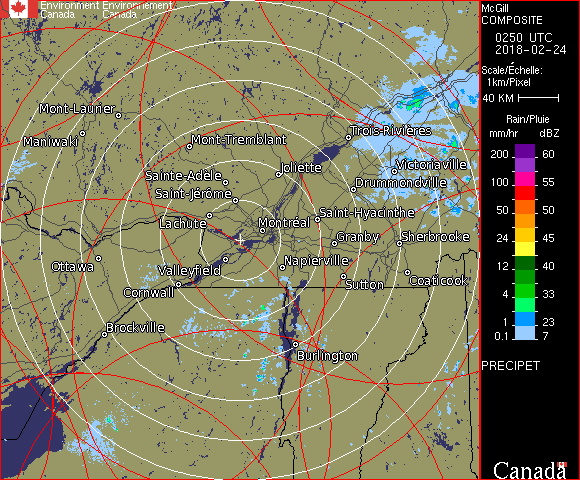 Environment Environnement
Canada Canada
McGill
COMPOSITE
0250 UTC
2018-02-24
Scale/Échelle:
1km/Pixel
40 KM
Rain/Pluie
mm/hr dBZ
200 60
100 55
50 50
24 45
12 40
4 33
1 23
0.1 7
PRECIPET
Canada
Mont-Laurier
Maniwaki
Mont-Tremblant
Trois-Rivières
Sainte-Adèle
Joliette
Victoriaville
Saint-Jérôme
Drummondville
Lachute
Montréal
Saint-Hyacinthe
Granby
Sherbrooke
Ottawa
Valleyfield
Napierville
Cornwall
Sutton
Coaticook
Brockville
Burlington